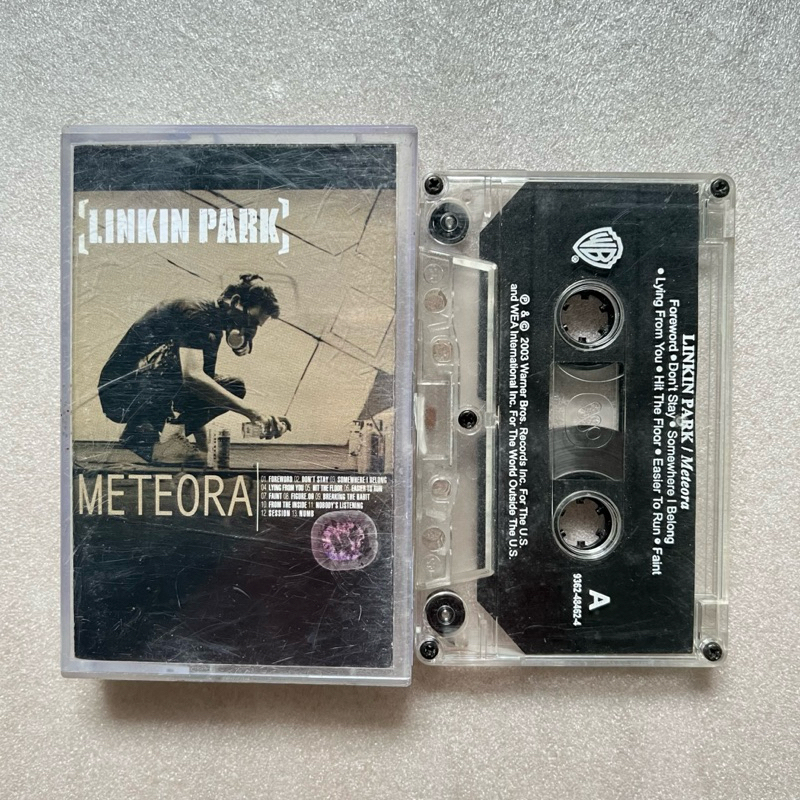 [LINKIN PARK]
METEORA
01. FOREWORD 02. DON'T STAY 03. SOMEWHERE I BELONG
04. LYING FROM YOU 05. HIT THE FLOOR 06. EASIER TO RUN
07. FAINT 08. FIGURE.09 09. BREAKING THE HABIT
10. FROM THE INSIDE 11. NOBODY'S LISTENING
12 SESSION 13. NUMB
WB
®
LINKIN PARK / Meteora
Foreword • Don't Stay • Somewhere I Belong
• Lying From You • Hit The Floor • Easier To Run • Faint
A
9362-48462-4
℗ & © 2003 Warner Bros. Records Inc. For The U.S.
and WEA International Inc. For The World Outside The U.S.